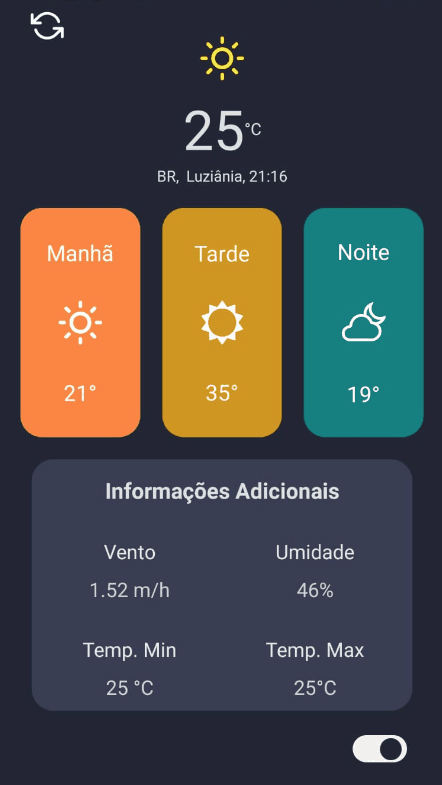 25°C
BR,  Luziânia, 21:16
Manhã
Tarde
Noite
21°
35°
19°
Informações Adicionais
Vento
Umidade
1.52 m/h
46%
Temp. Min
Temp. Max
25 °C
25°C